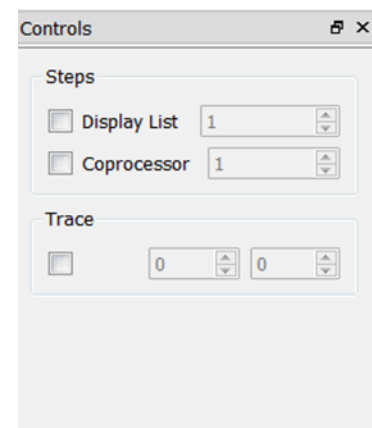 Controls
Steps
Display List 1
Coprocessor 1
Trace
0 0